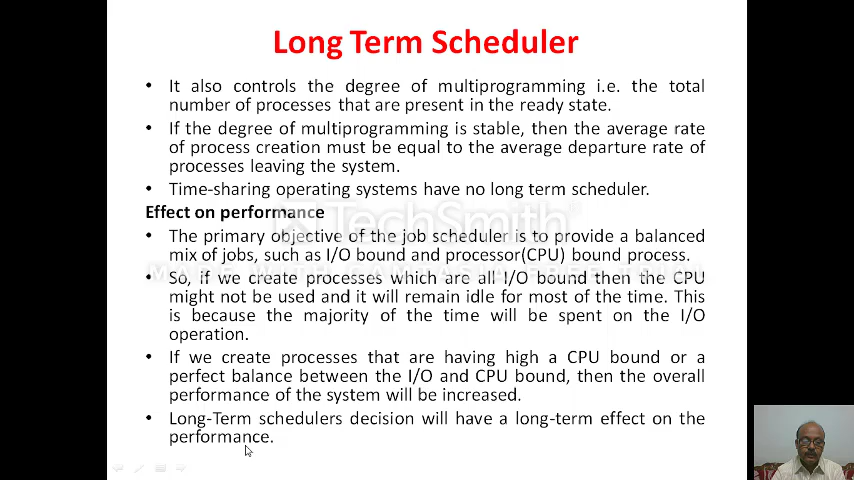 Long Term Scheduler
• It also controls the degree of multiprogramming i.e. the total
number of processes that are present in the ready state.
• If the degree of multiprogramming is stable, then the average rate
of process creation must be equal to the average departure rate of
processes leaving the system.
• Time-sharing operating systems have no long term scheduler.
Effect on performance
TechSmith
• The primary objective of the job scheduler is to provide a balanced
mix of jobs, such as I/O bound and processor(CPU) bound process.
MADE WITH CAMTASIA FREE TRIAL
• So, if we create processes which are all I/O bound then the CPU
might not be used and it will remain idle for most of the time. This
is because the majority of the time will be spent on the I/O
operation.
• If we create processes that are having high a CPU bound or a
perfect balance between the I/O and CPU bound, then the overall
performance of the system will be increased.
• Long-Term schedulers decision will have a long-term effect on the
performance.